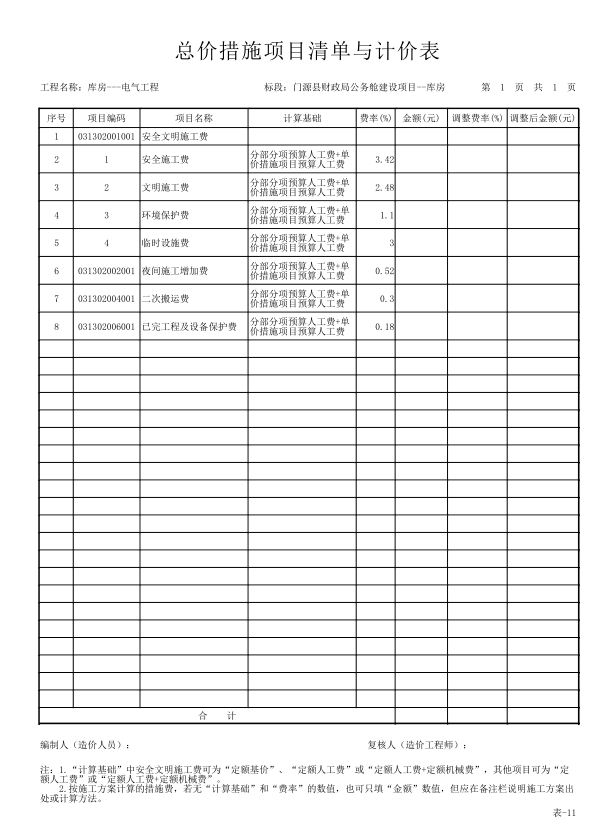 总价措施项目清单与计价表
工程名称：库房---电气工程 标段：门源县财政局公务舱建设项目--库房 第 1 页 共 1 页
序号 项目编码 项目名称 计算基础 费率(%) 金额(元) 调整费率(%) 调整后金额(元)
1 031302001001 安全文明施工费
2 1 安全施工费 分部分项预算人工费+单
价措施项目预算人工费 3.42
3 2 文明施工费 分部分项预算人工费+单
价措施项目预算人工费 2.48
4 3 环境保护费 分部分项预算人工费+单
价措施项目预算人工费 1.1
5 4 临时设施费 分部分项预算人工费+单
价措施项目预算人工费 3
6 031302002001 夜间施工增加费 分部分项预算人工费+单
价措施项目预算人工费 0.52
7 031302004001 二次搬运费 分部分项预算人工费+单
价措施项目预算人工费 0.3
8 031302006001 已完工程及设备保护费 分部分项预算人工费+单
价措施项目预算人工费 0.18
合 计
编制人（造价人员）： 复核人（造价工程师）：
注：1.“计算基础”中安全文明施工费可为“定额基价”、“定额人工费”或“定额人工费+定额机械费”，其他项目可为“定
额人工费”或“定额人工费+定额机械费”。
2.按施工方案计算的措施费，若无“计算基础”和“费率”的数值，也可只填“金额”数值，但应在备注栏说明施工方案出
处或计算方法。
表-11